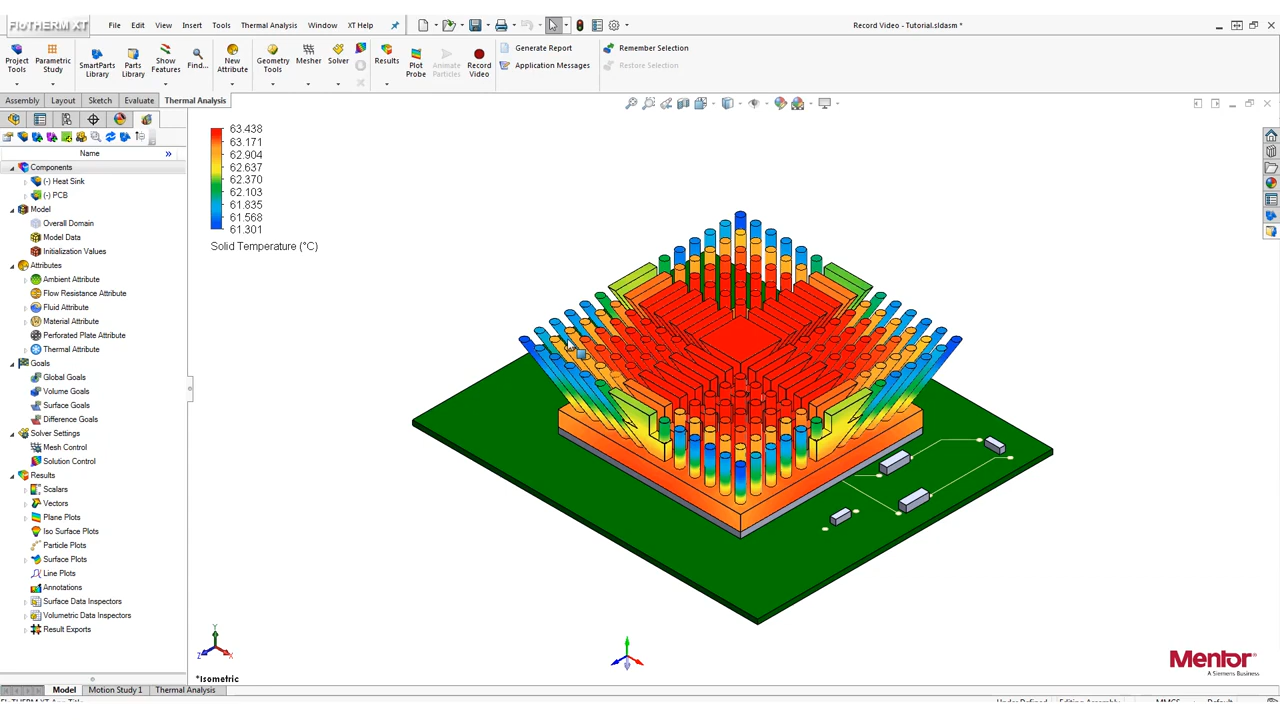 FloTHERM XT File Edit View Insert Tools Thermal Analysis Window XT Help Record Video - Tutorial.sldasm *
Project Tools Parametric Study SmartParts Library Parts Library Show Features Find... New Attribute Geometry Tools Mesher Solver Results Plot Probe Animate Particles Record Video
Generate Report Remember Selection
Application Messages Restore Selection
Assembly Layout Sketch Evaluate Thermal Analysis
Name »
Components
(-) Heat Sink
(-) PCB
Model
Overall Domain
Model Data
Initialization Values
Attributes
Ambient Attribute
Flow Resistance Attribute
Fluid Attribute
Material Attribute
Perforated Plate Attribute
Thermal Attribute
Goals
Global Goals
Volume Goals
Surface Goals
Difference Goals
Solver Settings
Mesh Control
Solution Control
Results
Scalars
Vectors
Plane Plots
Iso Surface Plots
Particle Plots
Surface Plots
Line Plots
Annotations
Surface Data Inspectors
Volumetric Data Inspectors
Result Exports
63.438
63.171
62.904
62.637
62.370
62.103
61.835
61.568
61.301
Solid Temperature (°C)
Y
Z X
*Isometric
Mentor®
A Siemens Business
Model Motion Study 1 Thermal Analysis